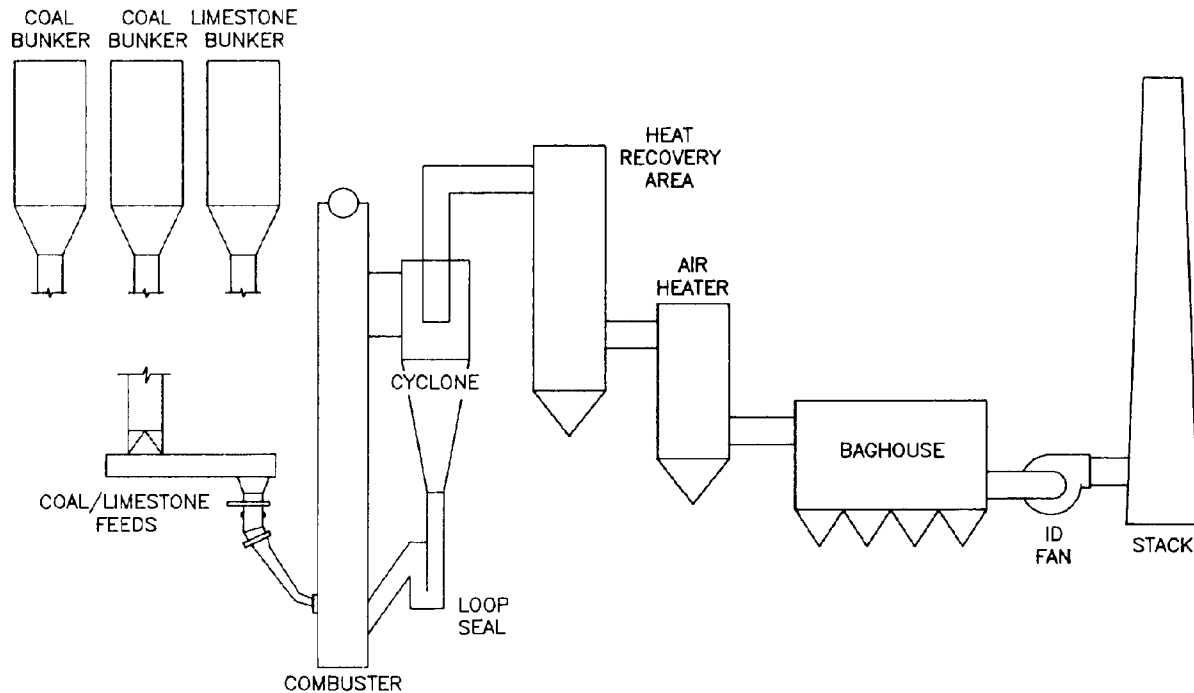 COAL
BUNKER
COAL
BUNKER
LIMESTONE
BUNKER
HEAT
RECOVERY
AREA
AIR
HEATER
CYCLONE
BAGHOUSE
COAL/LIMESTONE
FEEDS
ID
FAN
STACK
LOOP
SEAL
COMBUSTER